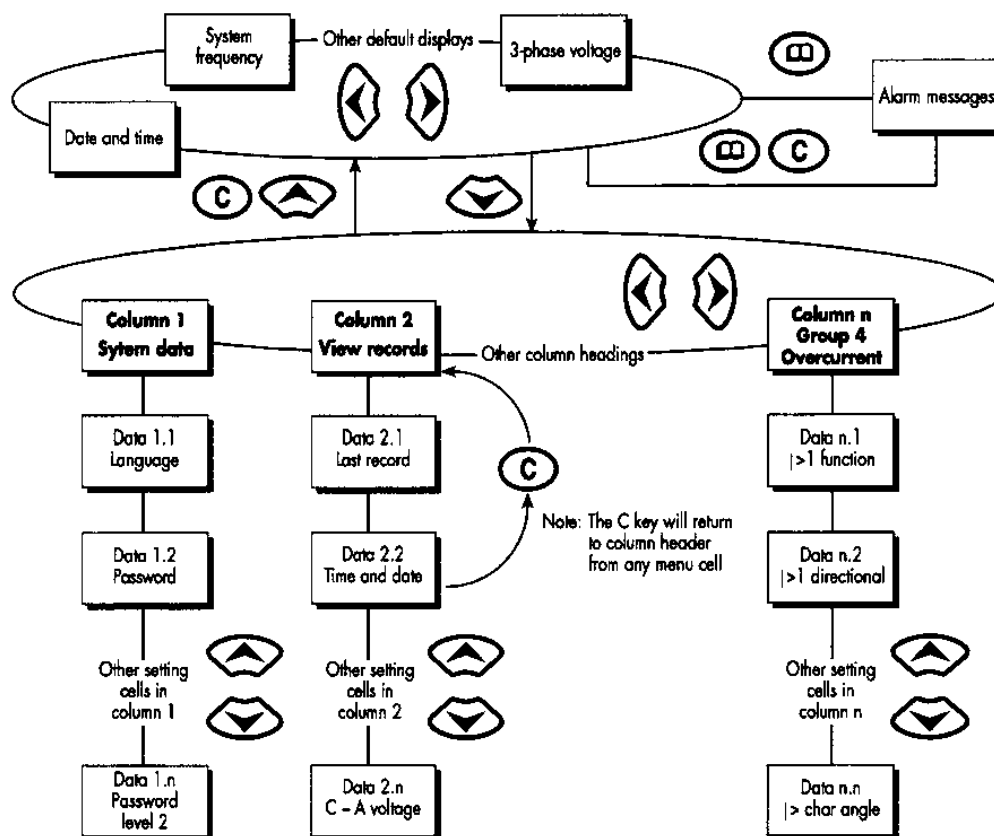 System
frequency
Other default displays
3-phase voltage
Date and time
Alarm messages
C
C
Column 1
Sytem data
Column 2
View records
Other column headings
Column n
Group 4
Overcurrent
Data 1.1
Language
Data 2.1
Last record
C
Data n.1
|>1 function
Data 1.2
Password
Data 2.2
Time and date
Note: The C key will return
to column header
from any menu cell
Data n.2
|>1 directional
Other setting
cells in
column 1
Other setting
cells in
column 2
Other setting
cells in
column n
Data 1.n
Password
level 2
Data 2.n
C – A voltage
Data n.n
|> char angle